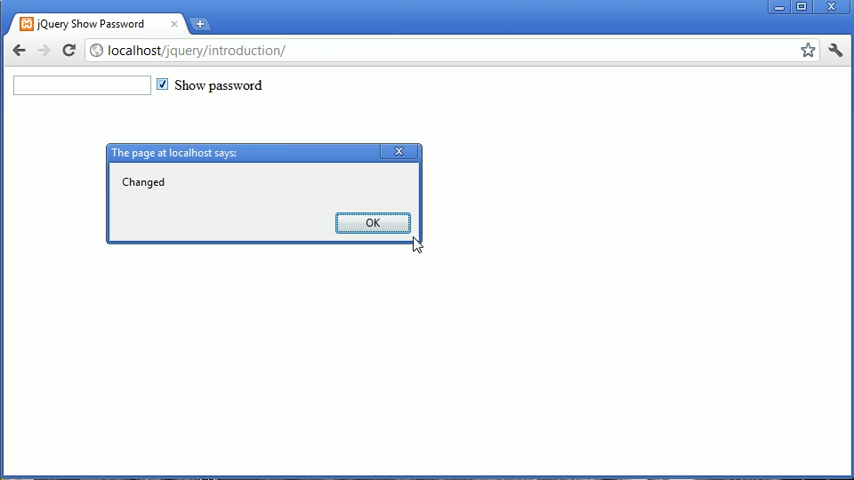 jQuery Show Password
localhost/jquery/introduction/
Show password
The page at localhost says:
Changed
OK